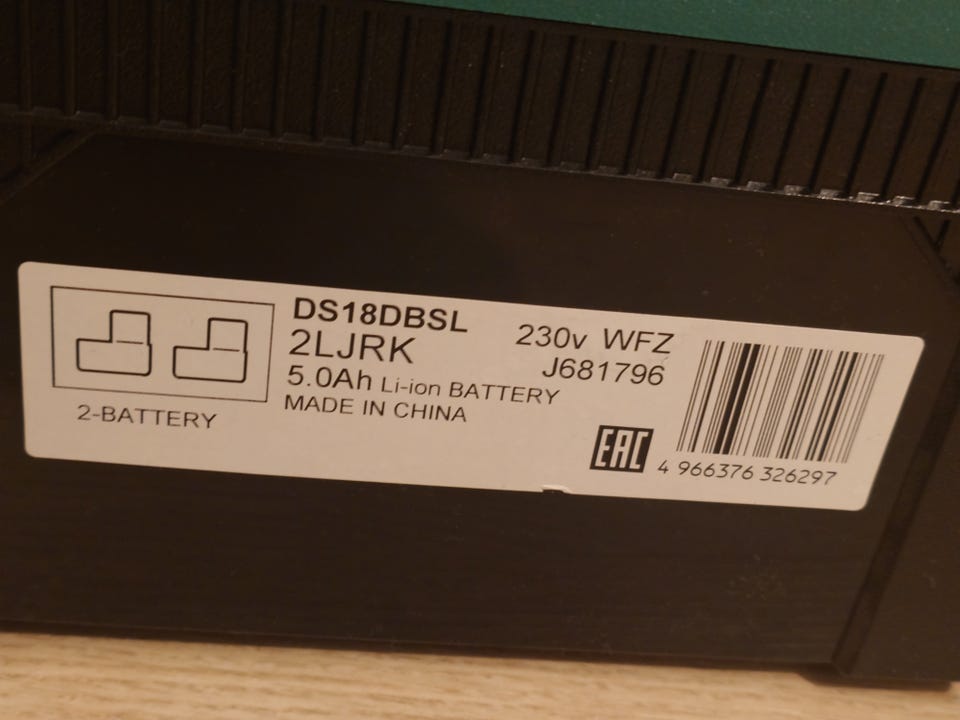 DS18DBSL
2LJRK
5.0Ah Li-ion BATTERY
MADE IN CHINA
2-BATTERY
230v WFZ
J681796
EAC
4 966376 326297